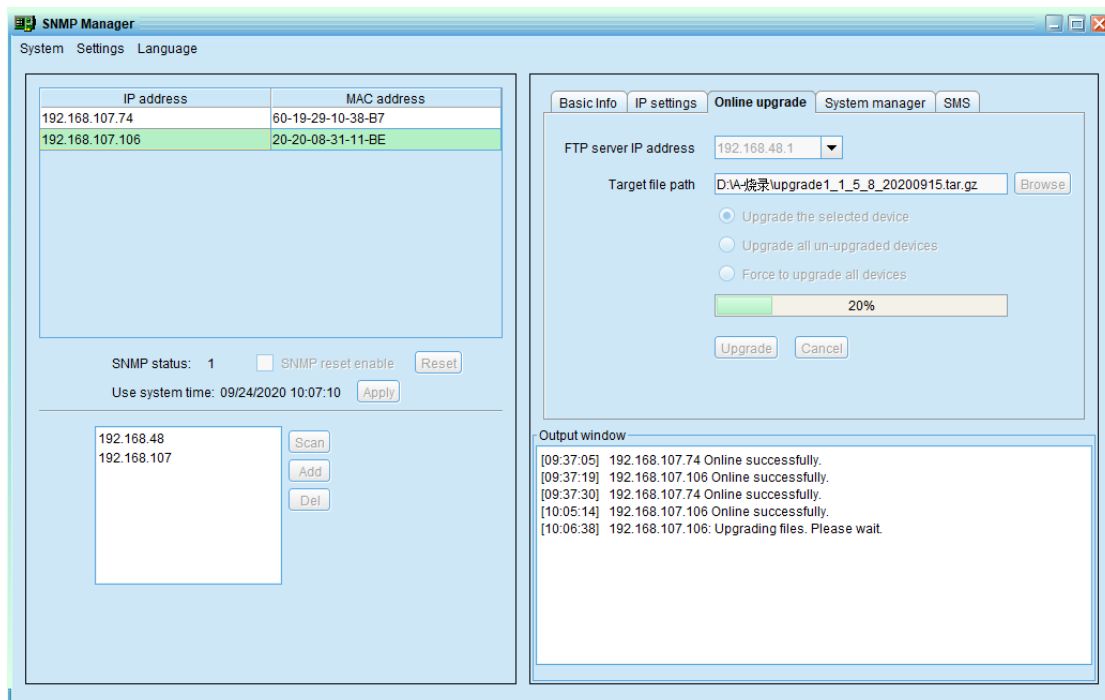 SNMP Manager
System Settings Language
IP address MAC address
192.168.107.74 60-19-29-10-38-B7
192.168.107.106 20-20-08-31-11-BE
SNMP status: 1 SNMP reset enable Reset
Use system time: 09/24/2020 10:07:10 Apply
192.168.48
192.168.107
Scan
Add
Del
Basic Info IP settings Online upgrade System manager SMS
FTP server IP address 192.168.48.1
Target file path D:\A-烧录\upgrade1_1_5_8_20200915.tar.gz Browse
Upgrade the selected device
Upgrade all un-upgraded devices
Force to upgrade all devices
20%
Upgrade Cancel
Output window
[09:37:05] 192.168.107.74 Online successfully.
[09:37:19] 192.168.107.106 Online successfully.
[09:37:30] 192.168.107.74 Online successfully.
[10:05:14] 192.168.107.106 Online successfully.
[10:06:38] 192.168.107.106: Upgrading files. Please wait.